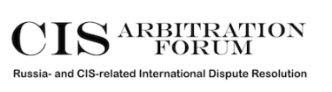 CIS ARBITRATION
FORUM
Russia- and CIS-related International Dispute Resolution